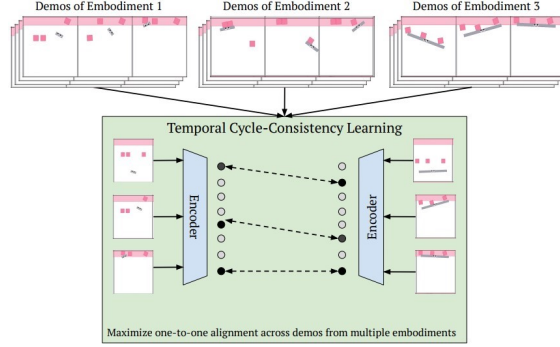 Demos of Embodiment 1
Demos of Embodiment 2
Demos of Embodiment 3
Temporal Cycle-Consistency Learning
Encoder
Encoder
Maximize one-to-one alignment across demos from multiple embodiments